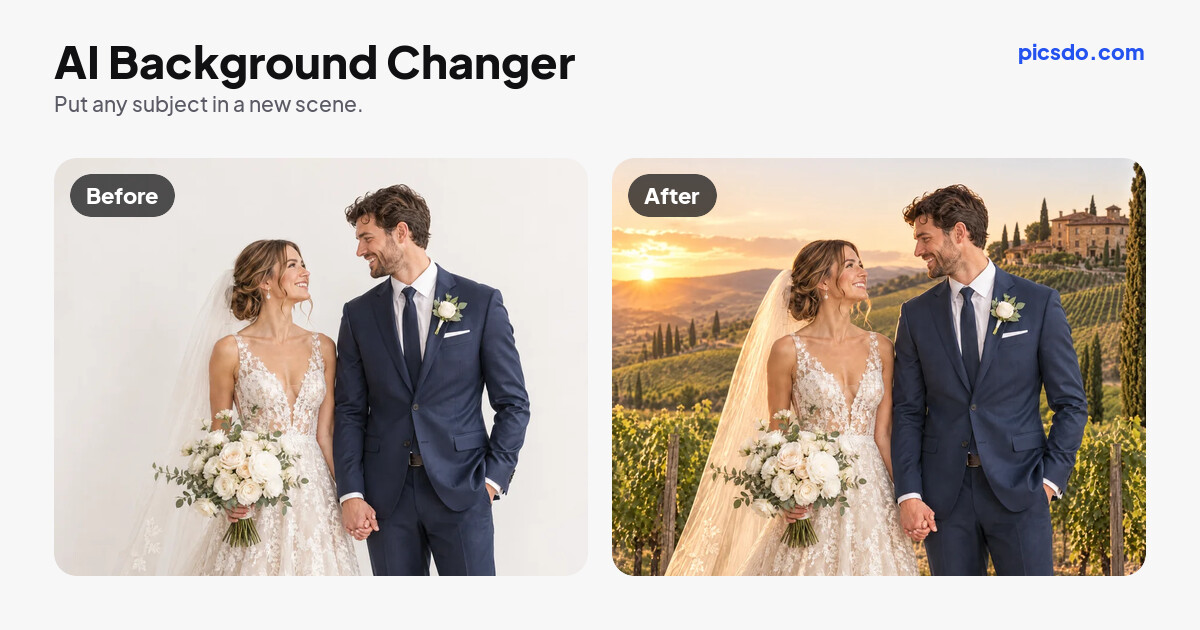 AI Background Changer
picsdo.com
Put any subject in a new scene.
Before
After